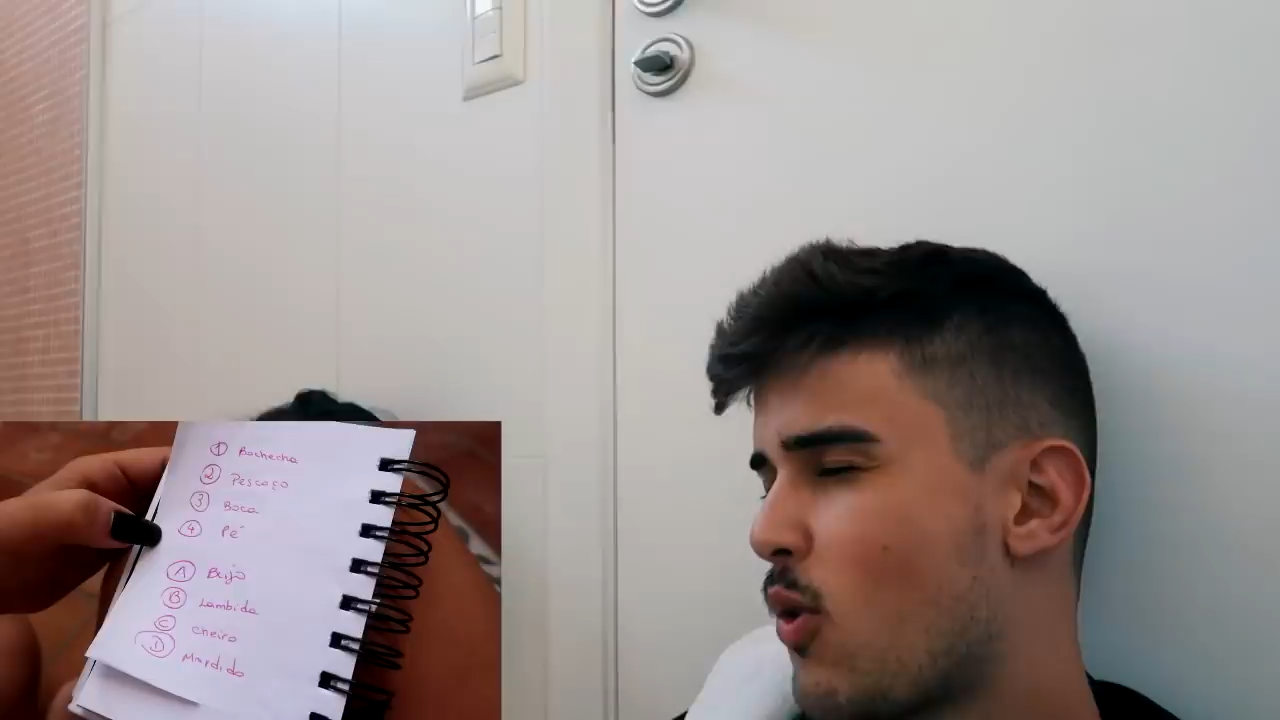 1 Bochecha
2 Pescoço
3 Boca
4 Pé
A Beijo
B Lambida
C cheiro
D Mordida